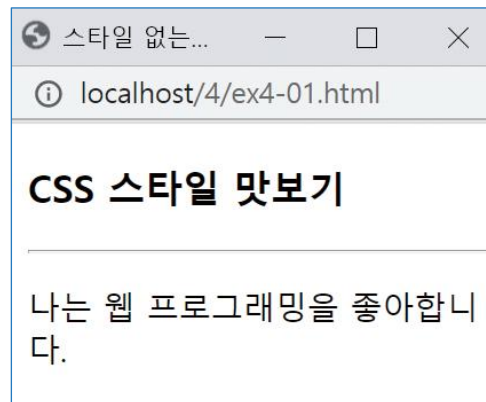 스타일 없는...
localhost/4/ex4-01.html
CSS 스타일 맛보기
나는 웹 프로그래밍을 좋아합니
다.